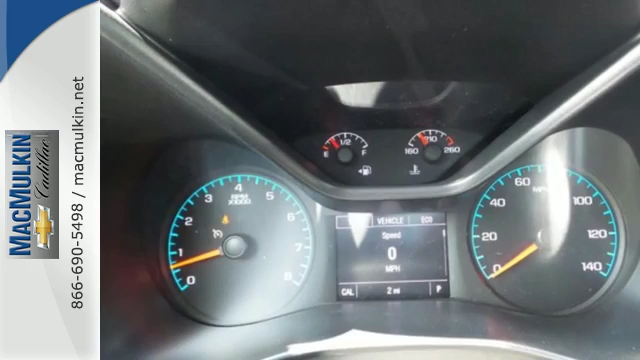 MACMULKIN
Cadillac
866-690-5498 / macmulkin.net
E 1/2 F
160 210 260
RPM
X1000
0 1 2 3 4 5 6 7 8
VEHICLE ECO
Speed
0
MPH
CAL 2 mi P
MPH
0 20 40 60 100 120 140